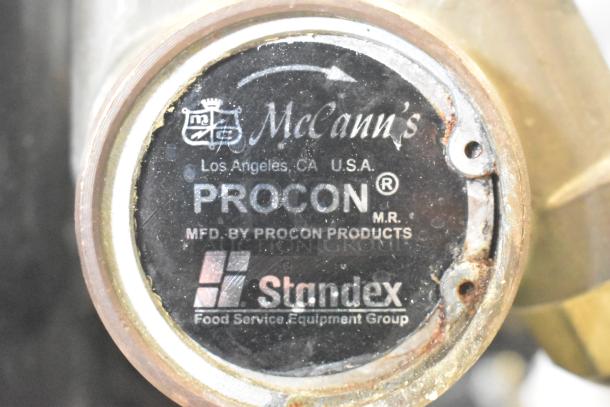 McCann's
Los Angeles, CA U.S.A.
PROCON®
M.R.
MFD. BY PROCON PRODUCTS
Standex
Food Service Equipment Group